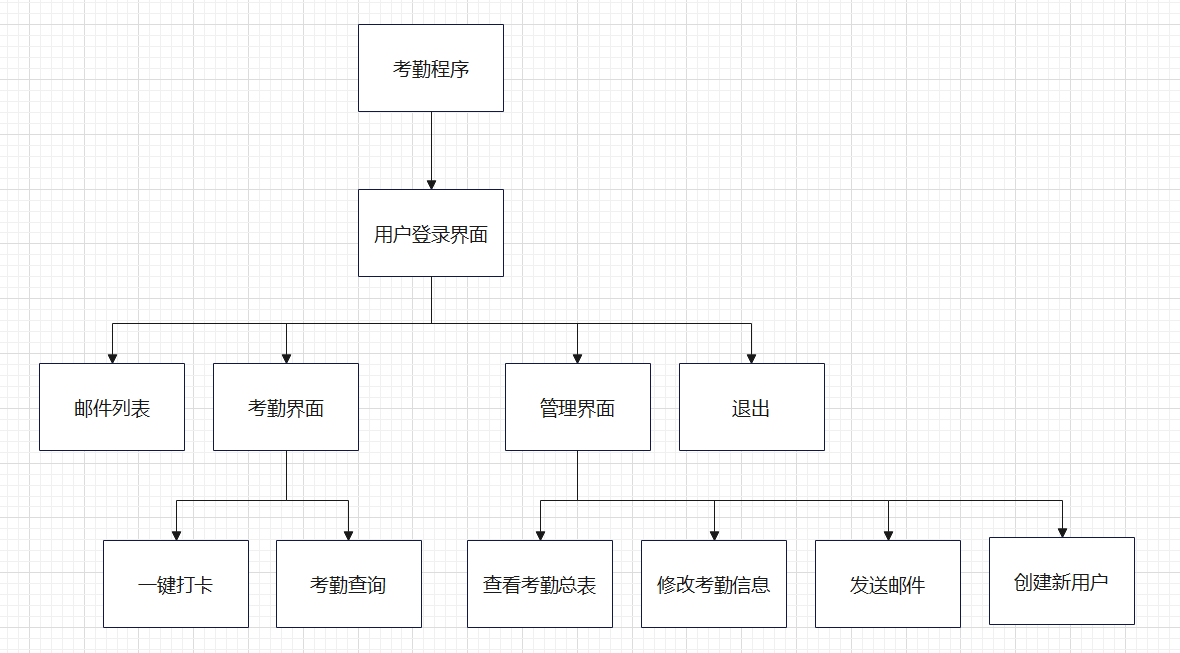 考勤程序
用户登录界面
邮件列表
考勤界面
管理界面
退出
一键打卡
考勤查询
查看考勤总表
修改考勤信息
发送邮件
创建新用户